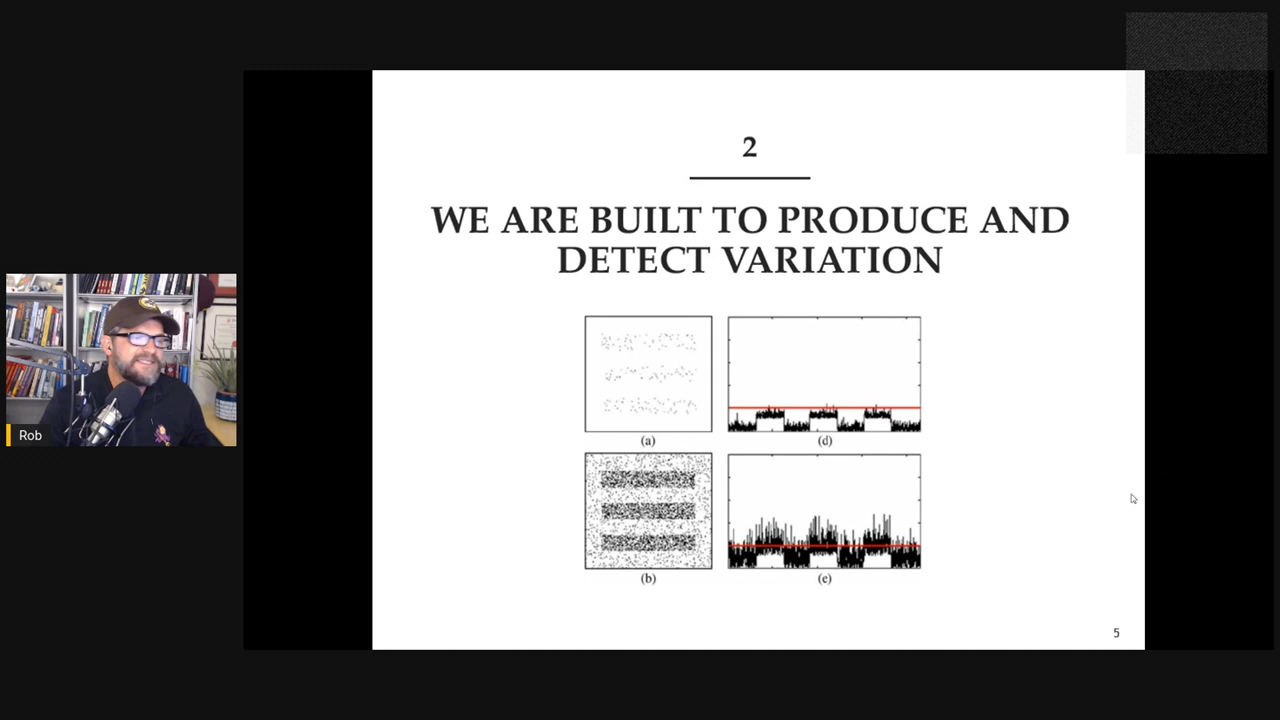 2
WE ARE BUILT TO PRODUCE AND
DETECT VARIATION
(a)
(d)
(b)
(e)
Rob
5